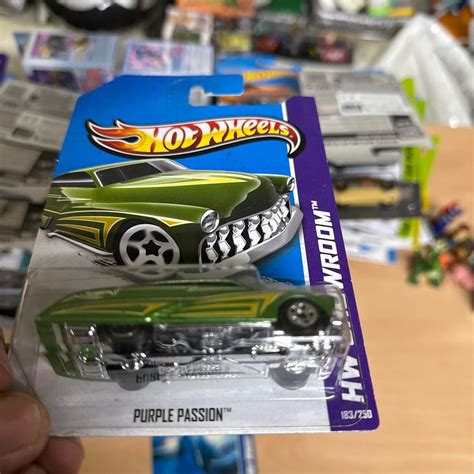 HOT WHEELS
HW SHOWROOM™
183/250
PURPLE PASSION™